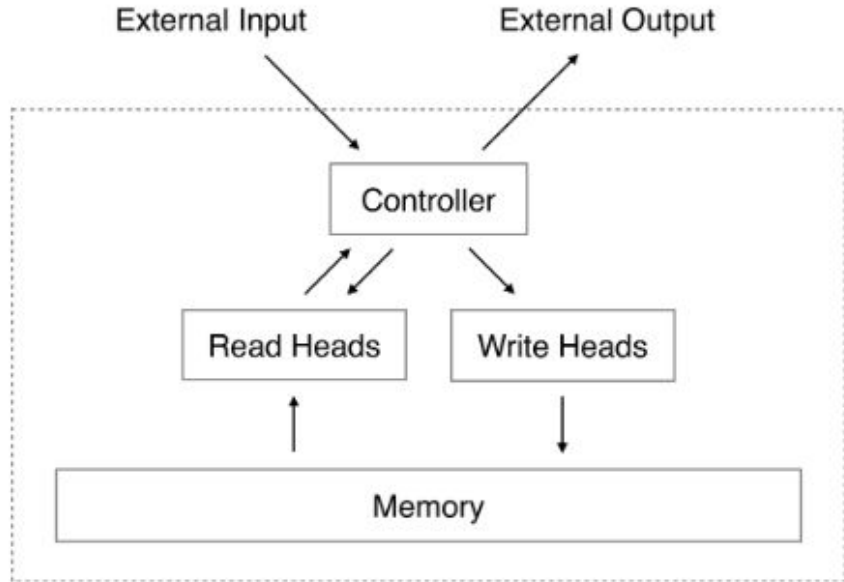 External Input
External Output
Controller
Read Heads
Write Heads
Memory